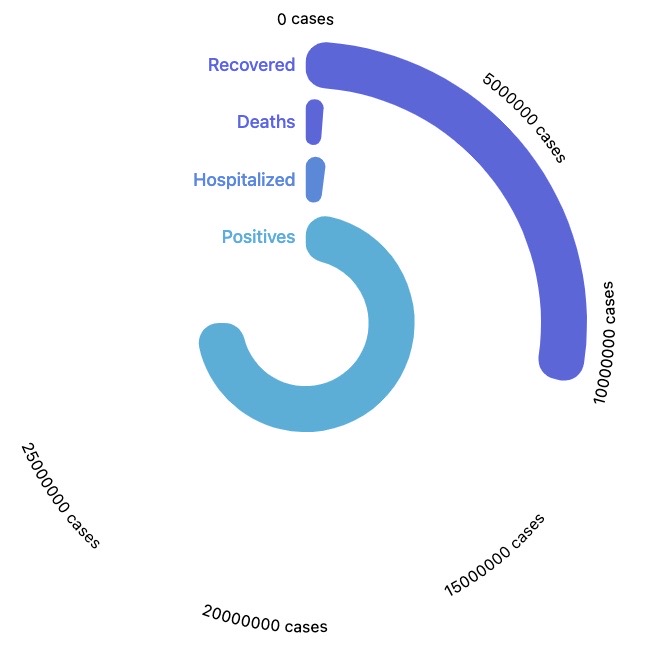 0 cases
Recovered
Deaths
Hospitalized
Positives
5000000 cases
10000000 cases
15000000 cases
20000000 cases
25000000 cases